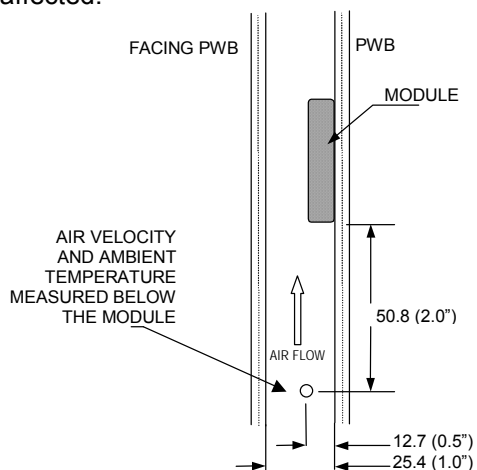 affected.
FACING PWB
PWB
MODULE
AIR VELOCITY
AND AMBIENT
TEMPERATURE
MEASURED BELOW
THE MODULE
50.8 (2.0”)
AIR FLOW
12.7 (0.5”)
25.4 (1.0”)